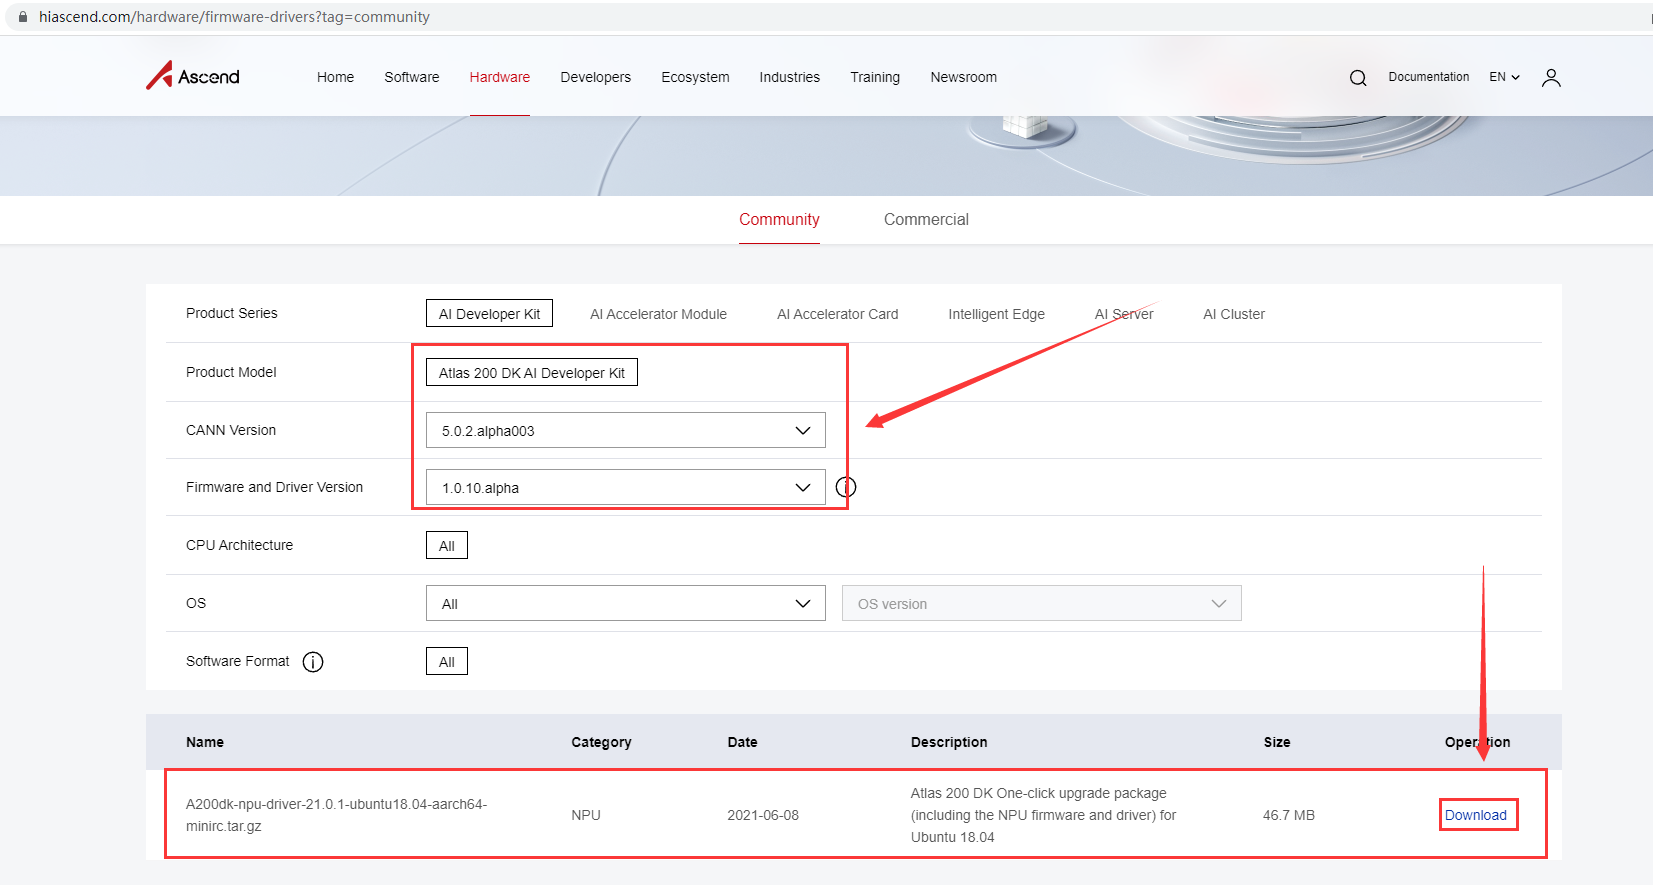 hiascend.com/hardware/firmware-drivers?tag=community
Ascend
Home Software Hardware Developers Ecosystem Industries Training Newsroom
Documentation EN
Community Commercial
Product Series AI Developer Kit AI Accelerator Module AI Accelerator Card Intelligent Edge AI Server AI Cluster
Product Model Atlas 200 DK AI Developer Kit
CANN Version 5.0.2.alpha003
Firmware and Driver Version 1.0.10.alpha
CPU Architecture All
OS All OS version
Software Format All
Name Category Date Description Size Operation
A200dk-npu-driver-21.0.1-ubuntu18.04-aarch64-
minirc.tar.gz
NPU
2021-06-08
Atlas 200 DK One-click upgrade package
(including the NPU firmware and driver) for
Ubuntu 18.04
46.7 MB
Download